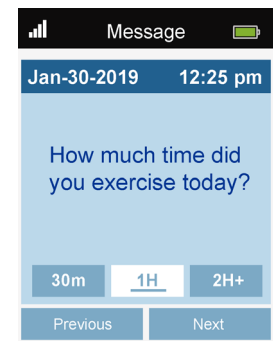 Message
Jan-30-2019 12:25 pm
How much time did
you exercise today?
30m 1H 2H+
Previous Next